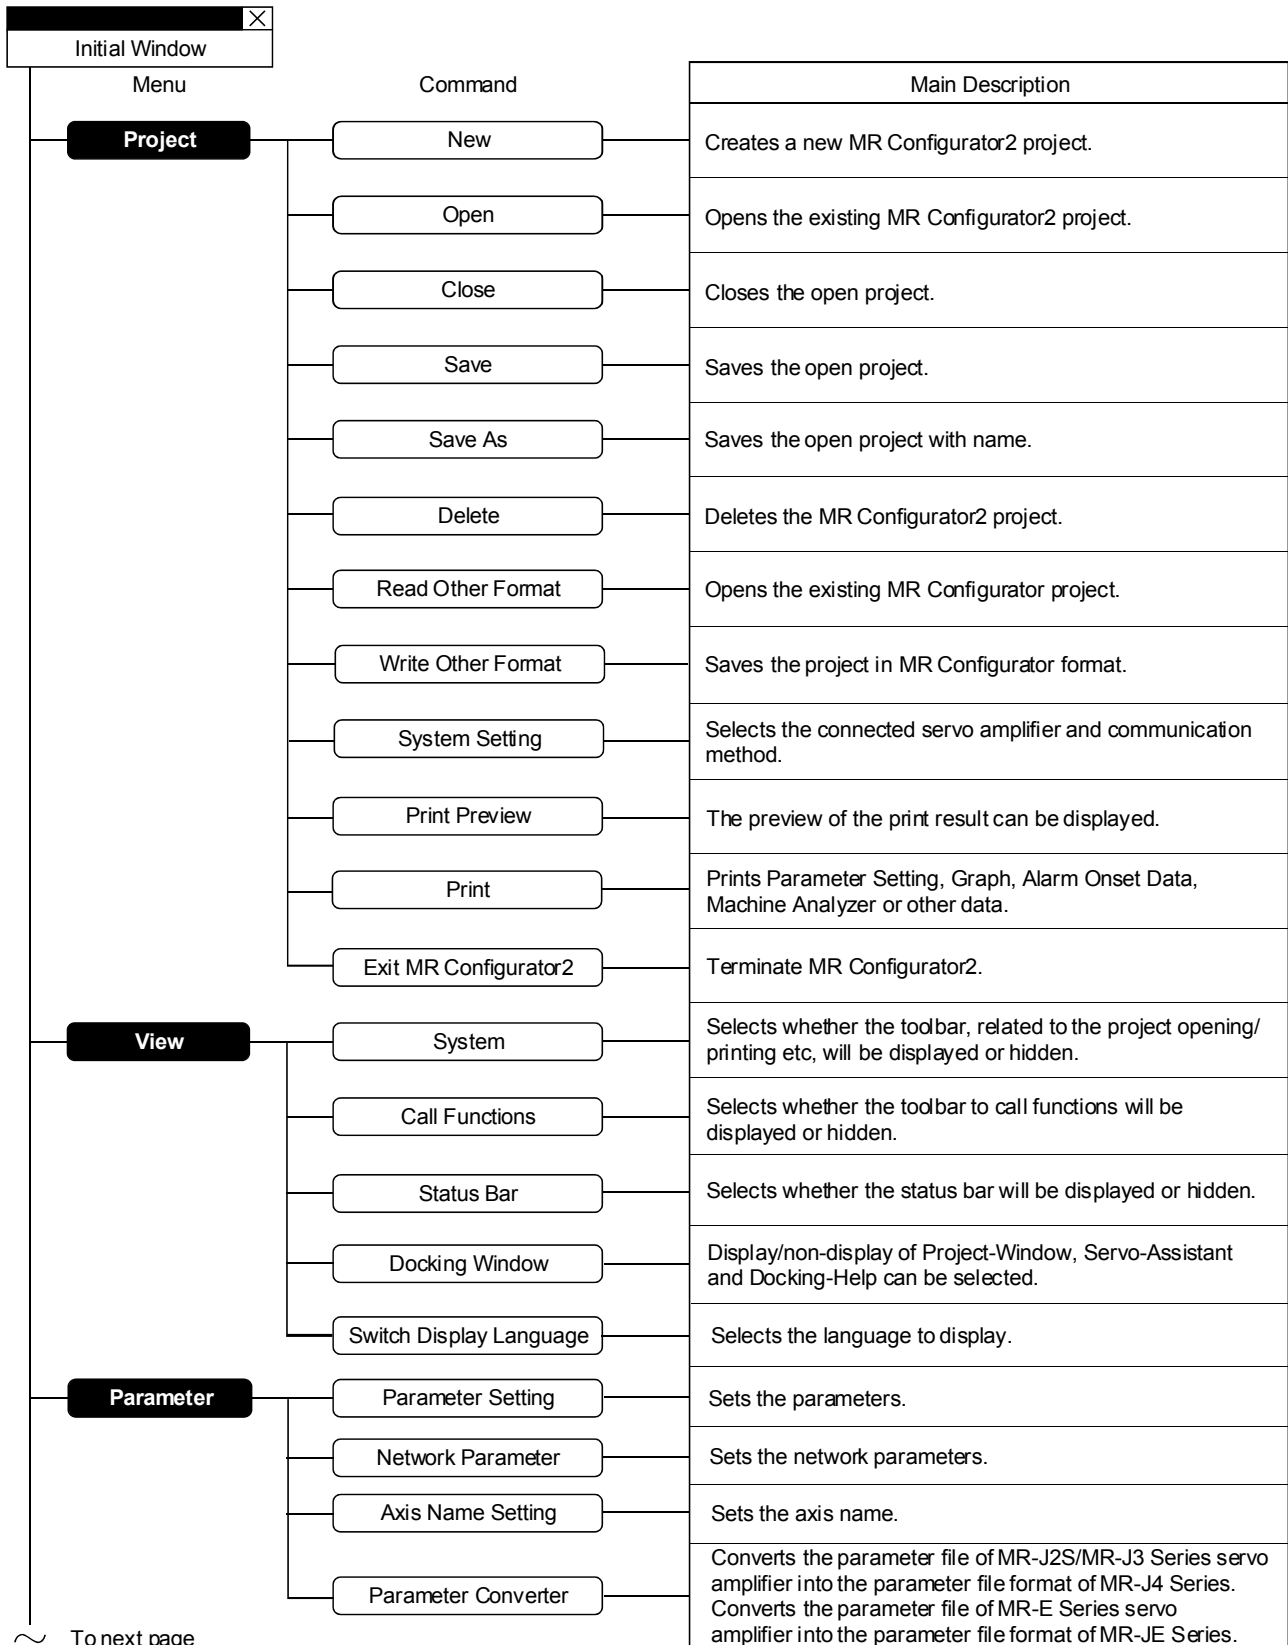 Initial Window
Menu Command Main Description
Project New Creates a new MR Configurator2 project.
Open Opens the existing MR Configurator2 project.
Close Closes the open project.
Save Saves the open project.
Save As Saves the open project with name.
Delete Deletes the MR Configurator2 project.
Read Other Format Opens the existing MR Configurator project.
Write Other Format Saves the project in MR Configurator format.
System Setting Selects the connected servo amplifier and communication
method.
Print Preview The preview of the print result can be displayed.
Print Prints Parameter Setting, Graph, Alarm Onset Data,
Machine Analyzer or other data.
Exit MR Configurator2 Terminate MR Configurator2.
View System Selects whether the toolbar, related to the project opening/
printing etc, will be displayed or hidden.
Call Functions Selects whether the toolbar to call functions will be
displayed or hidden.
Status Bar Selects whether the status bar will be displayed or hidden.
Docking Window Display/non-display of Project-Window, Servo-Assistant
and Docking-Help can be selected.
Switch Display Language Selects the language to display.
Parameter Parameter Setting Sets the parameters.
Network Parameter Sets the network parameters.
Axis Name Setting Sets the axis name.
Parameter Converter Converts the parameter file of MR-J2S/MR-J3 Series servo
amplifier into the parameter file format of MR-J4 Series.
Converts the parameter file of MR-E Series servo
amplifier into the parameter file format of MR-JE Series.
To next page